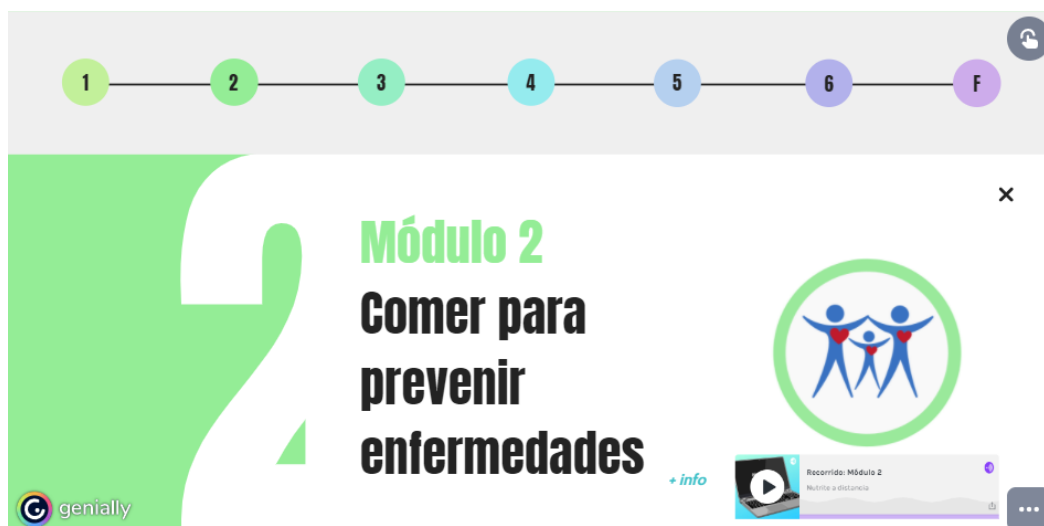 1 2 3 4 5 6 F
2
Módulo 2
Comer para
prevenir
enfermedades
+ info
Recorrido: Módulo 2
Nutrite a distancia
genially